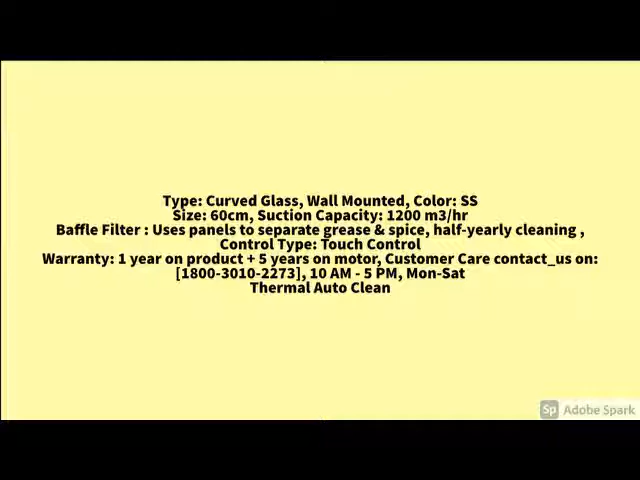 Type: Curved Glass, Wall Mounted, Color: SS
Size: 60cm, Suction Capacity: 1200 m3/hr
Baffle Filter : Uses panels to separate grease & spice, half-yearly cleaning ,
Control Type: Touch Control
Warranty: 1 year on product + 5 years on motor, Customer Care contact_us on:
[1800-3010-2273], 10 AM - 5 PM, Mon-Sat
Thermal Auto Clean
Sp Adobe Spark